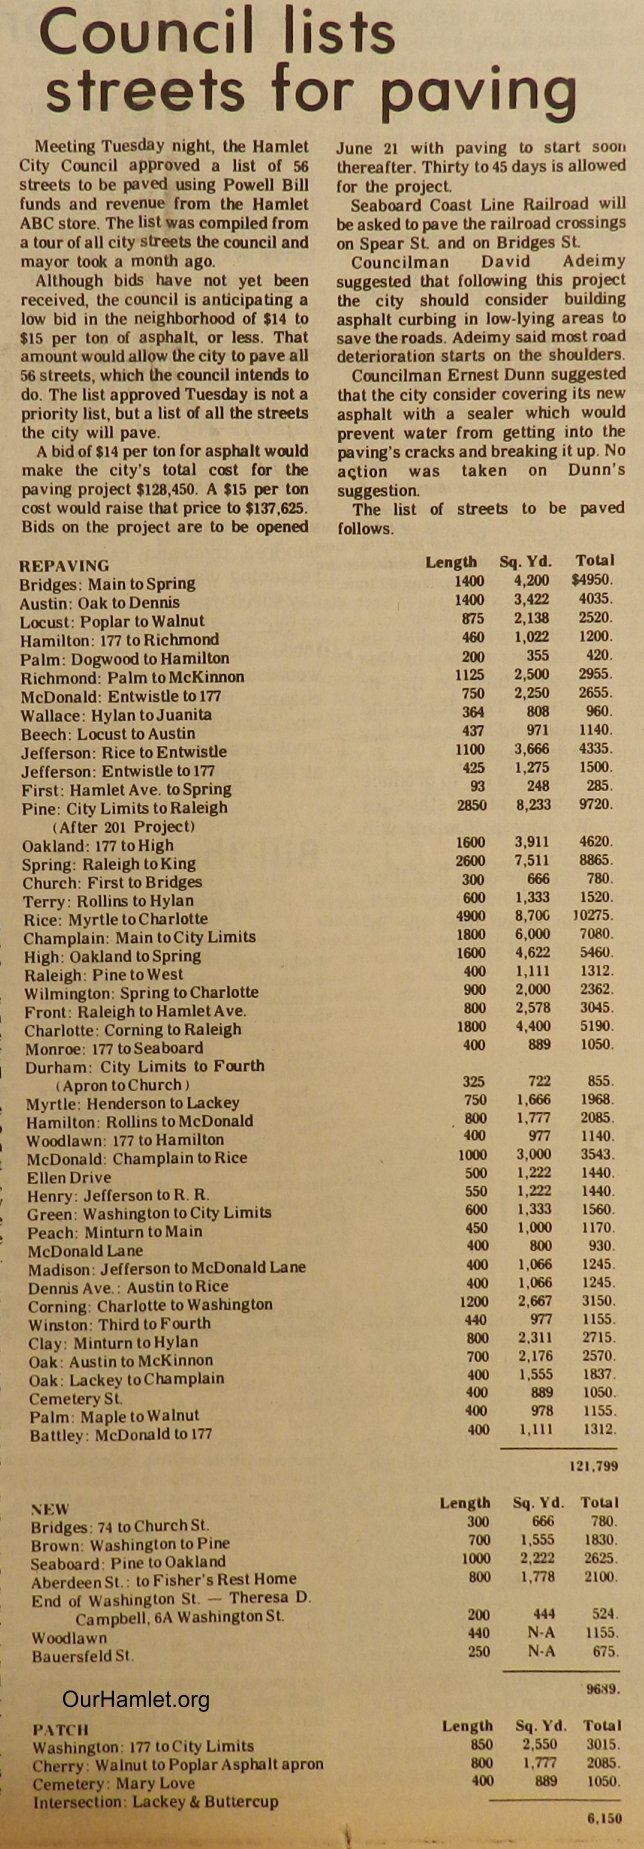 Council lists
streets for paving
Meeting Tuesday night, the Hamlet
City Council approved a list of 56
streets to be paved using Powell Bill
funds and revenue from the Hamlet
ABC store. The list was compiled from
a tour of all city streets the council and
mayor took a month ago.
Although bids have not yet been
received, the council is anticipating a
low bid in the neighborhood of $14 to
$15 per ton of asphalt, or less. That
amount would allow the city to pave all
56 streets, which the council intends to
do. The list approved Tuesday is not a
priority list, but a list of all the streets
the city will pave.
A bid of $14 per ton for asphalt would
make the city's total cost for the
paving project $128,450. A $15 per ton
cost would raise that price to $137,625.
Bids on the project are to be opened
June 21 with paving to start soon
thereafter. Thirty to 45 days is allowed
for the project.
Seaboard Coast Line Railroad will
be asked to pave the railroad crossings
on Spear St. and on Bridges St.
Councilman David Adeimy
suggested that following this project
the city should consider building
asphalt curbing in low-lying areas to
save the roads. Adeimy said most road
deterioration starts on the shoulders.
Councilman Ernest Dunn suggested
that the city consider covering its new
asphalt with a sealer which would
prevent water from getting into the
paving's cracks and breaking it up. No
action was taken on Dunn's
suggestion.
The list of streets to be paved
follows.
REPAVING Length Sq. Yd. Total
Bridges: Main to Spring 1400 4,200 $4950.
Austin: Oak to Dennis 1400 3,422 4035.
Locust: Poplar to Walnut 875 2,138 2520.
Hamilton: 177 to Richmond 460 1,022 1200.
Palm: Dogwood to Hamilton 200 355 420.
Richmond: Palm to McKinnon 1125 2,500 2955.
McDonald: Entwistle to 177 750 2,250 2655.
Wallace: Hylan to Juanita 364 808 960.
Beech: Locust to Austin 437 971 1140.
Jefferson: Rice to Entwistle 1100 3,666 4335.
Jefferson: Entwistle to 177 425 1,275 1500.
First: Hamlet Ave. to Spring 93 248 285.
Pine: City Limits to Raleigh 2850 8,233 9720.
(After 201 Project)
Oakland: 177 to High 1600 3,911 4620.
Spring: Raleigh to King 2600 7,511 8865.
Church: First to Bridges 300 666 780.
Terry: Rollins to Hylan 600 1,333 1520.
Rice: Myrtle to Charlotte 4900 8,700 10275.
Champlain: Main to City Limits 1800 6,000 7080.
High: Oakland to Spring 1600 4,622 5460.
Raleigh: Pine to West 400 1,111 1312.
Wilmington: Spring to Charlotte 900 2,000 2362.
Front: Raleigh to Hamlet Ave. 800 2,578 3045.
Charlotte: Corning to Raleigh 1800 4,400 5190.
Monroe: 177 to Seaboard 400 889 1050.
Durham: City Limits to Fourth
(Apron to Church) 325 722 855.
Myrtle: Henderson to Lackey 750 1,666 1968.
Hamilton: Rollins to McDonald 800 1,777 2085.
Woodlawn: 177 to Hamilton 400 977 1140.
McDonald: Champlain to Rice 1000 3,000 3543.
Ellen Drive 500 1,222 1440.
Henry: Jefferson to R. R. 550 1,222 1440.
Green: Washington to City Limits 600 1,333 1560.
Peach: Minturn to Main 450 1,000 1170.
McDonald Lane 400 800 930.
Madison: Jefferson to McDonald Lane 400 1,066 1245.
Dennis Ave.: Austin to Rice 400 1,066 1245.
Corning: Charlotte to Washington 1200 2,667 3150.
Winston: Third to Fourth 440 977 1155.
Clay: Minturn to Hylan 800 2,311 2715.
Oak: Austin to McKinnon 700 2,176 2570.
Oak: Lackey to Champlain 400 1,555 1837.
Cemetery St. 400 889 1050.
Palm: Maple to Walnut 400 978 1155.
Battley: McDonald to 177 400 1,111 1312.
121,799
NEW Length Sq. Yd. Total
Bridges: 74 to Church St. 300 666 780.
Brown: Washington to Pine 700 1,555 1830.
Seaboard: Pine to Oakland 1000 2,222 2625.
Aberdeen St.: to Fisher's Rest Home 800 1,778 2100.
End of Washington St. — Theresa D.
Campbell, 6A Washington St. 200 444 524.
Woodlawn 440 N-A 1155.
Bauersfeld St. 250 N-A 675.
9689.
OurHamlet.org
PATCH Length Sq. Yd. Total
Washington: 177 to City Limits 850 2,550 3015.
Cherry: Walnut to Poplar Asphalt apron 800 1,777 2085.
Cemetery: Mary Love 400 889 1050.
Intersection: Lackey & Buttercup
6,150